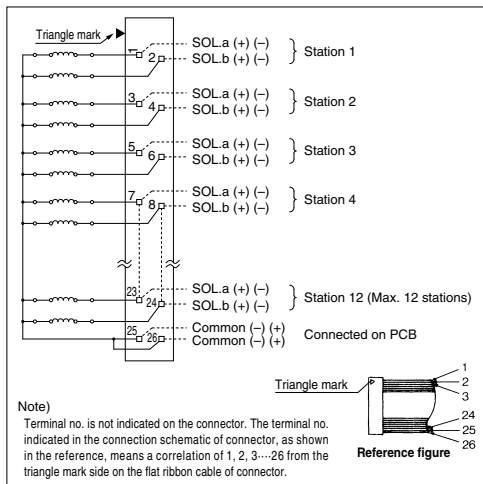 Triangle mark
1
SOL.a (+) (–)
2
SOL.b (+) (–)
Station 1
3
SOL.a (+) (–)
4
SOL.b (+) (–)
Station 2
5
SOL.a (+) (–)
6
SOL.b (+) (–)
Station 3
7
SOL.a (+) (–)
8
SOL.b (+) (–)
Station 4
23
SOL.a (+) (–)
24
SOL.b (+) (–)
Station 12 (Max. 12 stations)
25
Common (–) (+)
26
Common (–) (+)
Connected on PCB
Triangle mark
1
2
3
24
25
26
Reference figure
Note)
Terminal no. is not indicated on the connector. The terminal no.
indicated in the connection schematic of connector, as shown
in the reference, means a correlation of 1, 2, 3····26 from the
triangle mark side on the flat ribbon cable of connector.